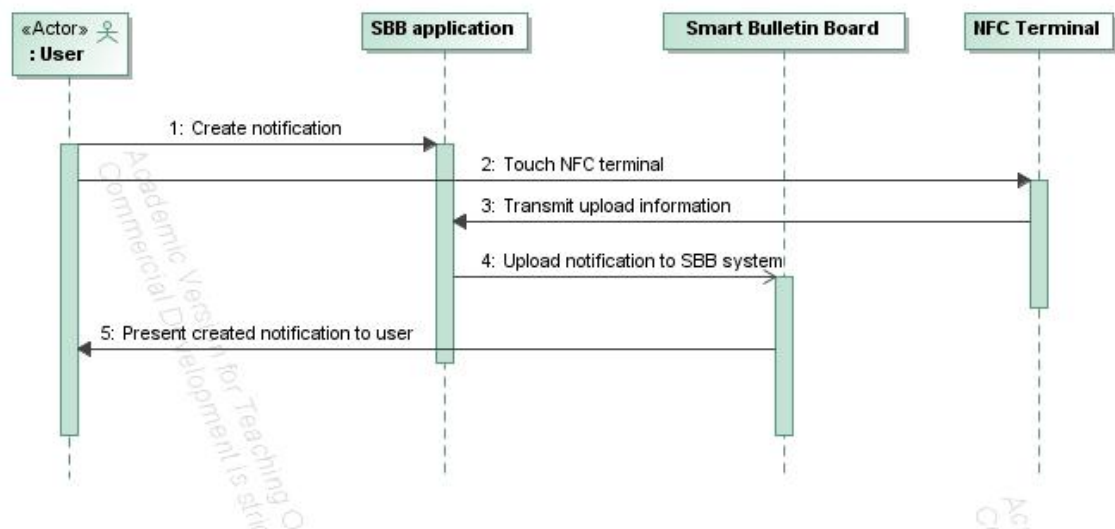 «Actor»
: User
SBB application
Smart Bulletin Board
NFC Terminal
1: Create notification
2: Touch NFC terminal
3: Transmit upload information
4: Upload notification to SBB system
5: Present created notification to user
Academic Version for Teaching O
Commercial Development is stric
Ac
C